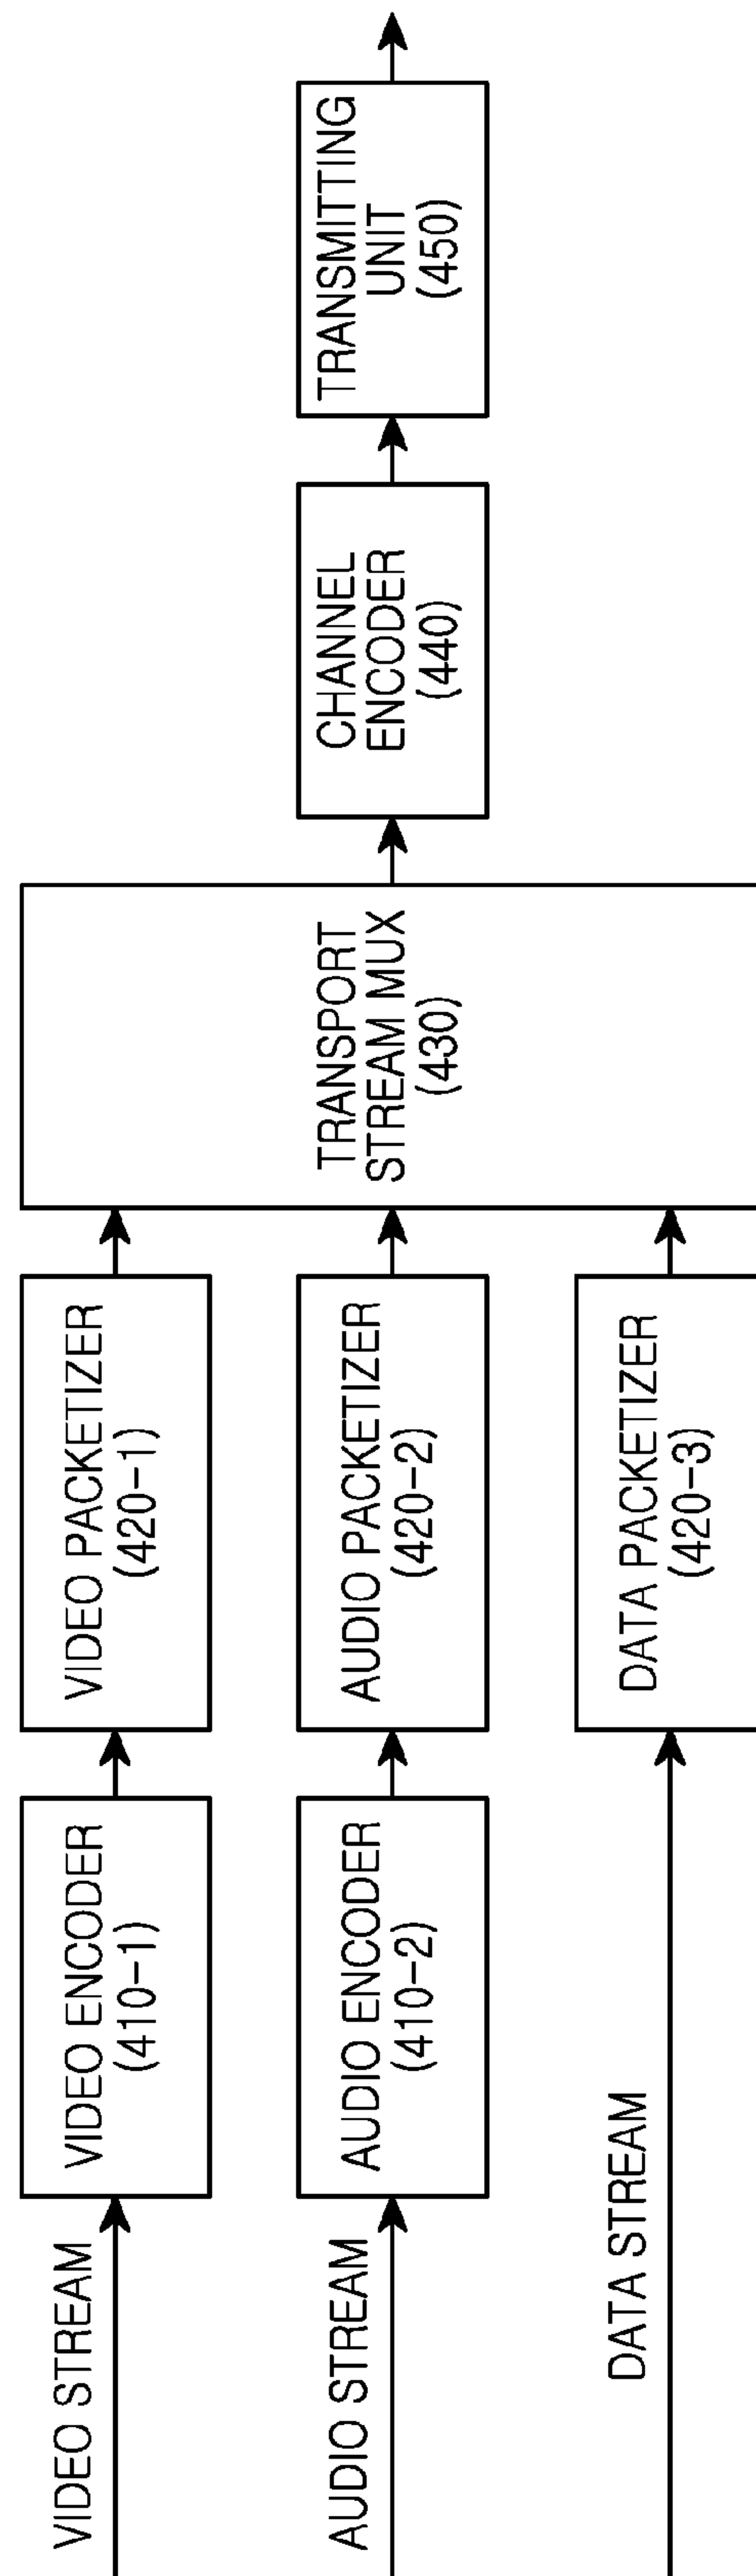 VIDEO STREAM
VIDEO ENCODER
(410-1)
VIDEO PACKETIZER
(420-1)
AUDIO STREAM
AUDIO ENCODER
(410-2)
AUDIO PACKETIZER
(420-2)
DATA STREAM
DATA PACKETIZER
(420-3)
TRANSPORT
STREAM MUX
(430)
CHANNEL
ENCODER
(440)
TRANSMITTING
UNIT
(450)